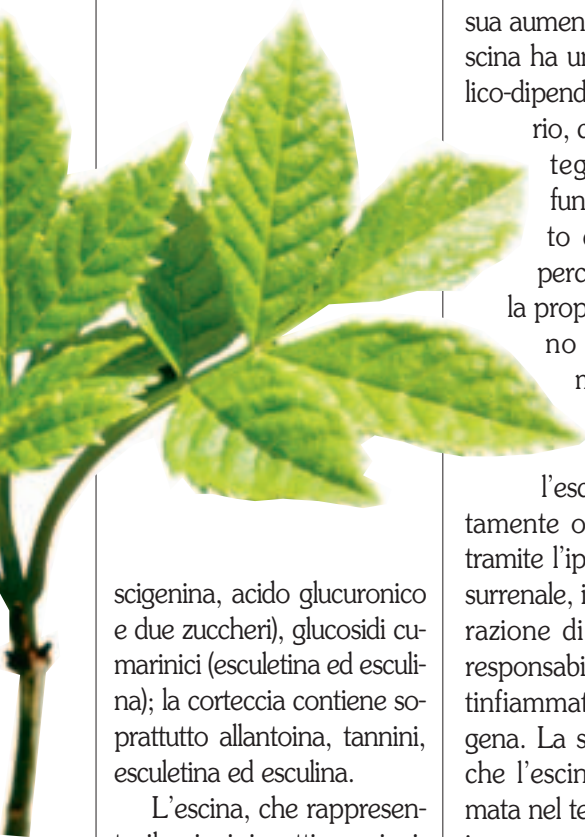 scigenina, acido glucuronico
e due zuccheri), glucosidi cu-
marinici (esculetina ed esculi-
na); la corteccia contiene so-
prattutto allantoina, tannini,
esculetina ed esculina.
L'escina, che rappresen-
sua aumen
scina ha un
lico-dipend
rio, c
teg
fun
to
perc
la prop
no
l'esc
tamente o
tramite l'ip
surrenale, i
razione di
responsabi
tinfiammat
gena. La s
che l'escin
mata nel te